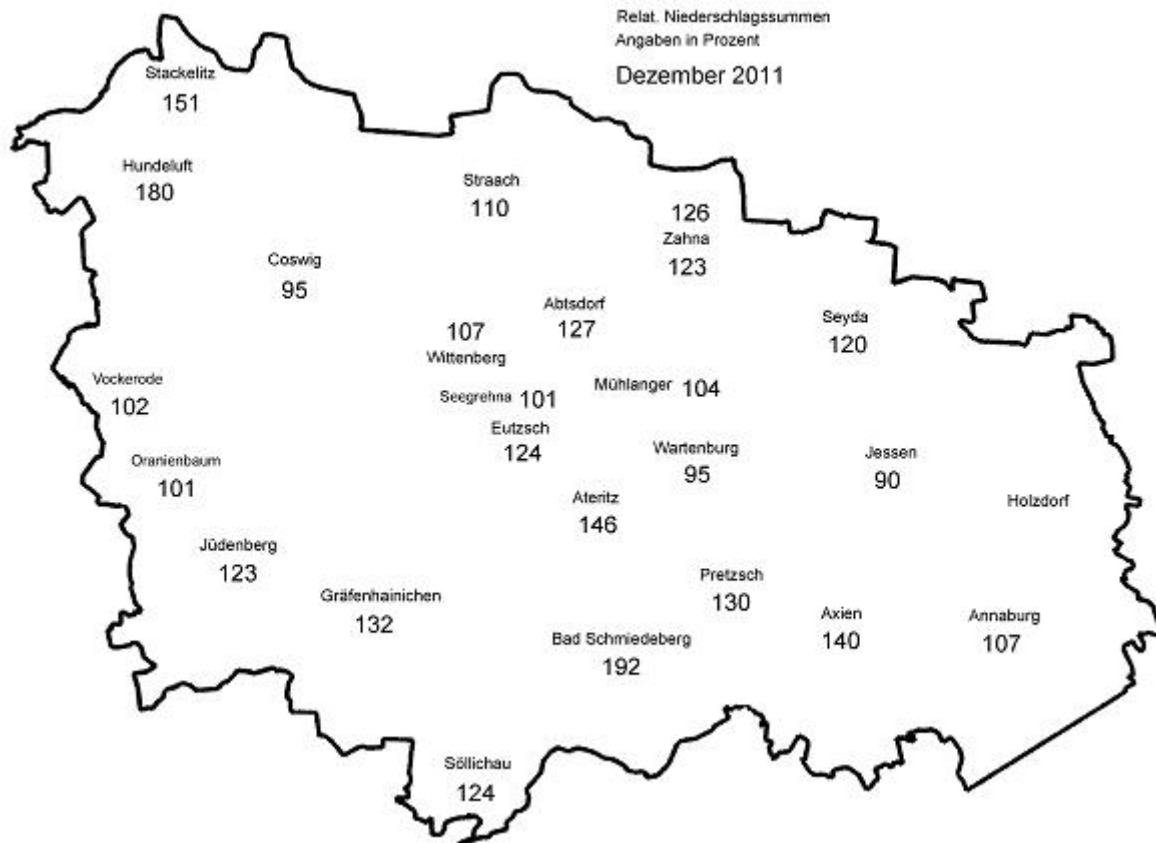 Relat. Niederschlagssummen
Angaben in Prozent
Dezember 2011
Stackelitz
151
Hundeluft
180
Straach
110
126
Zahna
123
Coswig
95
Abtsdorf
127
107
Wittenberg
Seyda
120
Vockerode
102
Seegrehna 101
Mühlanger 104
Eutzsch
124
Wartenburg
95
Jessen
90
Oranienbaum
101
Ateritz
146
Holzdorf
Jüdenberg
123
Gräfenhainichen
132
Pretzsch
130
Axien
140
Annaburg
107
Bad Schmiedeberg
192
Söllichau
124